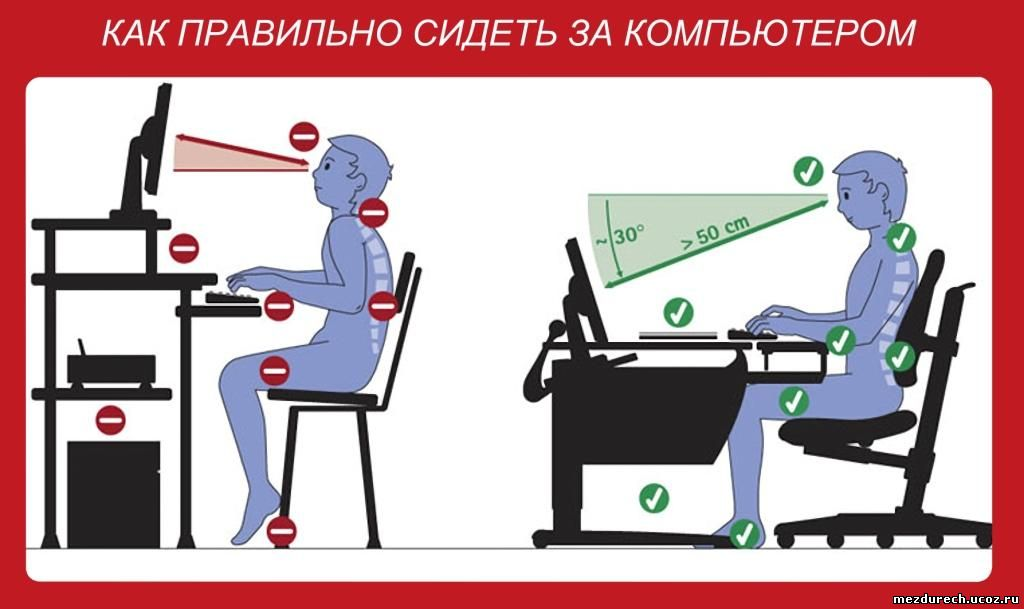 КАК ПРАВИЛЬНО СИДЕТЬ ЗА КОМПЬЮТЕРОМ
~ 30°
> 50 cm
mezdurech.ucoz.ru